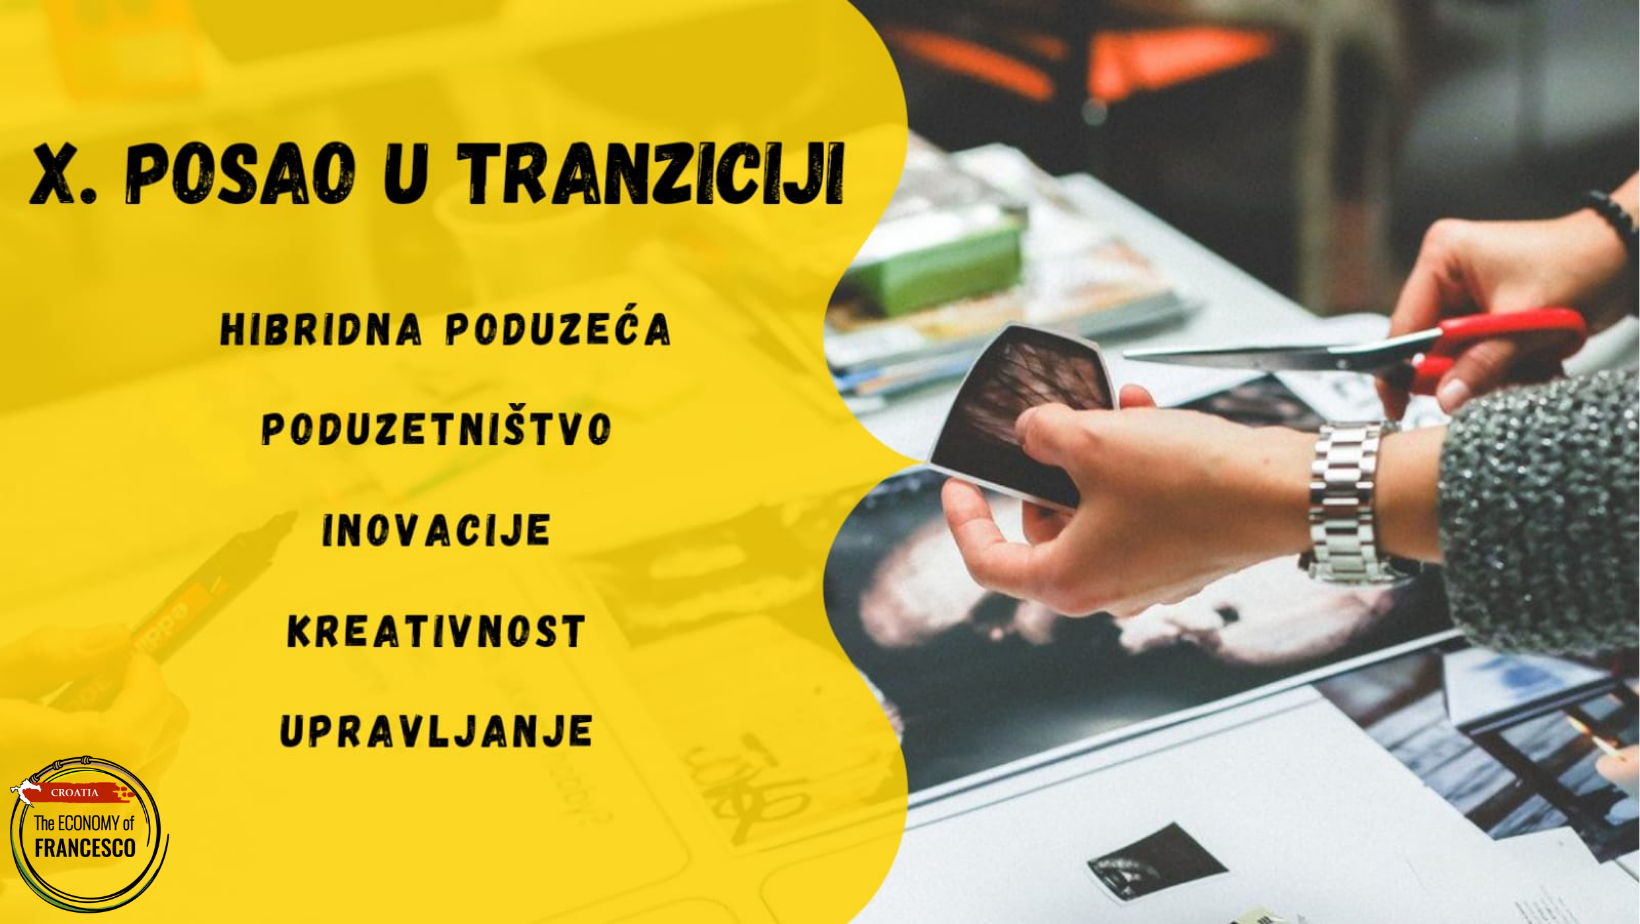 X. POSAO U TRANZICIJI
HIBRIDNA PODUZEĆA
PODUZETNIŠTVO
INOVACIJE
KREATIVNOST
UPRAVLJANJE
CROATIA
The ECONOMY of
FRANCESCO